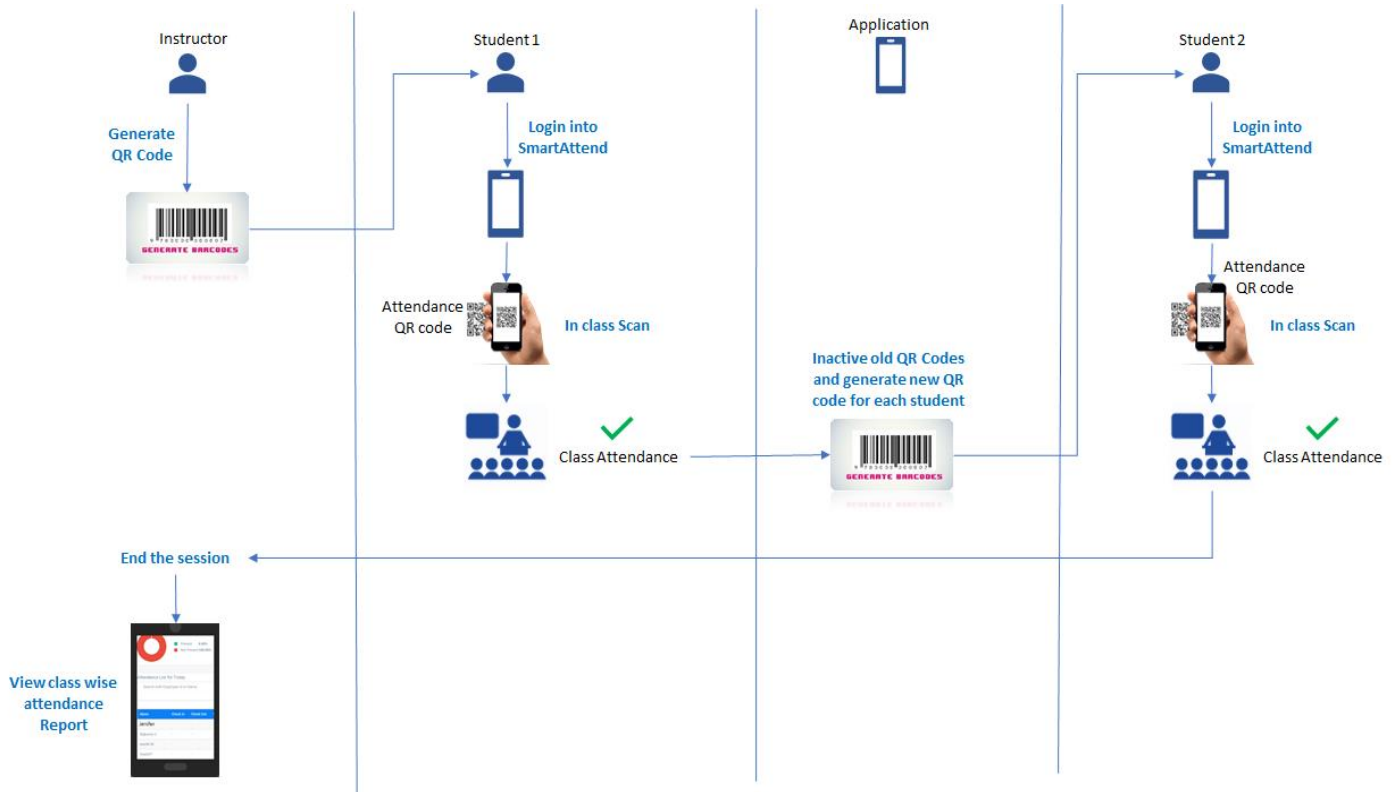 Instructor
Generate
QR Code
GENERATE BARCODES
Student 1
Login into
SmartAttend
Attendance
QR code
In class Scan
Class Attendance
Application
Inactive old QR Codes
and generate new QR
code for each student
GENERATE BARCODES
Student 2
Login into
SmartAttend
Attendance
QR code
In class Scan
Class Attendance
End the session
View class wise
attendance
Report
Jenifer